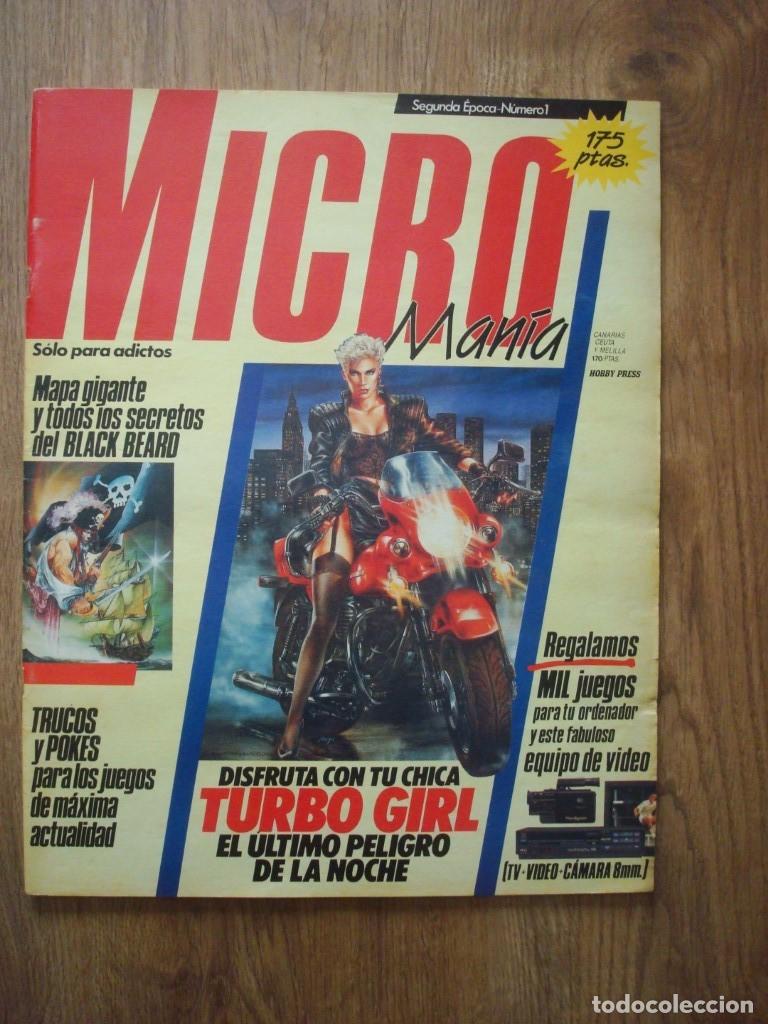 Segunda Época-Número 1
175
ptas.
MICRO
Manía
Sólo para adictos
CANARIAS
CEUTA
Y MELILLA
170 PTAS.
HOBBY PRESS
Mapa gigante
y todos los secretos
del BLACK BEARD
TRUCOS
y POKES
para los juegos
de máxima
actualidad
Regalamos
MIL juegos
para tu ordenador
y este fabuloso
equipo de video
(TV-VIDEO-CÁMARA 8mm.)
DISFRUTA CON TU CHICA
TURBO GIRL
EL ÚLTIMO PELIGRO
DE LA NOCHE
todocoleccion